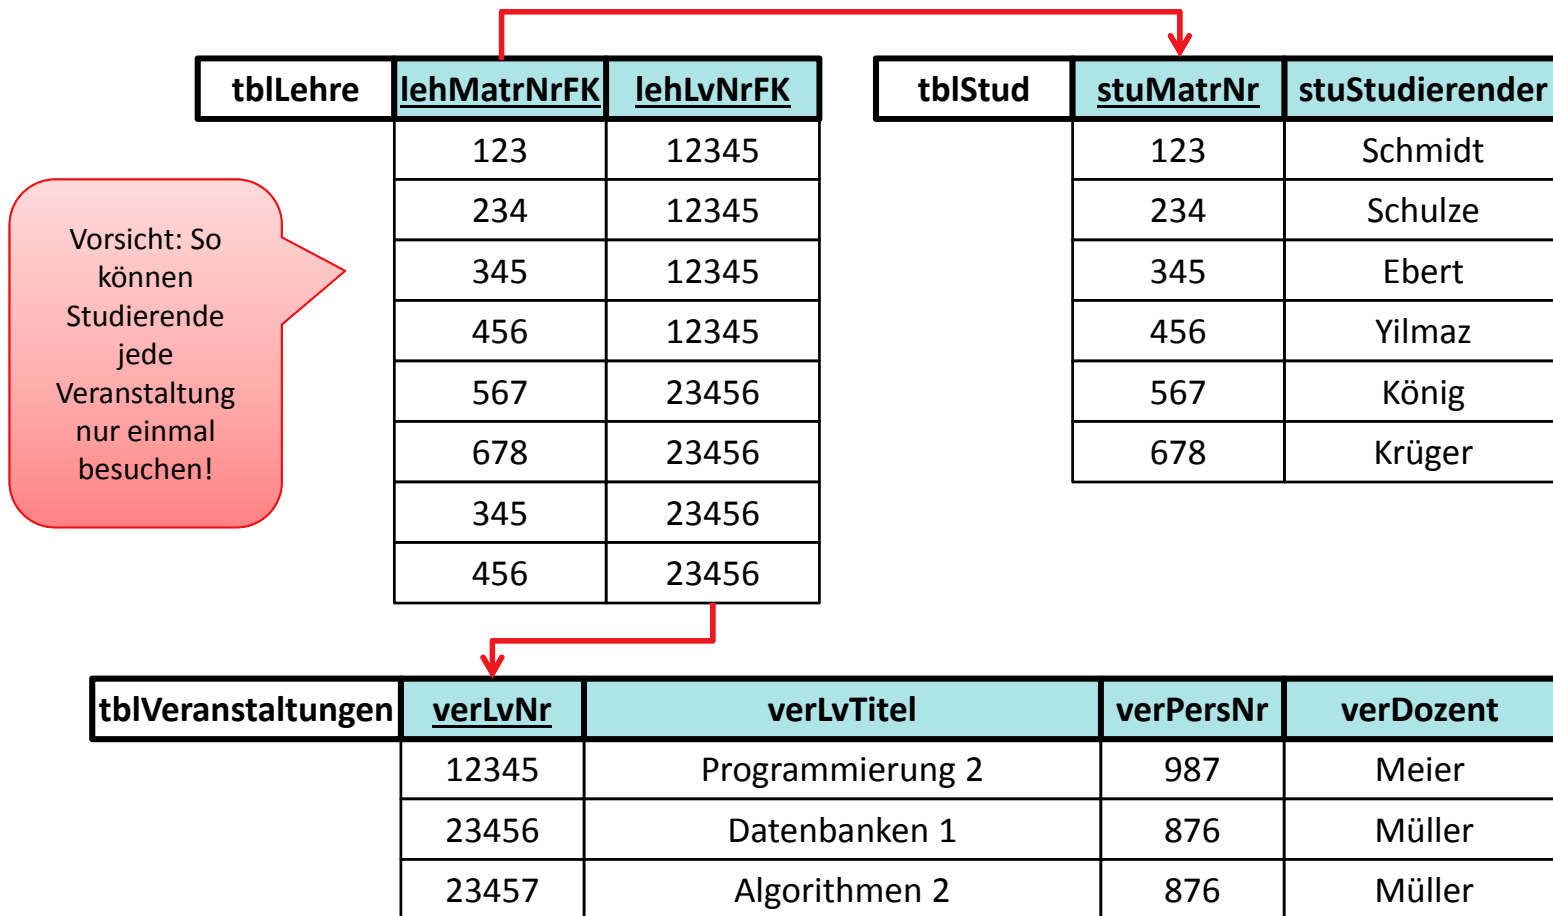 tblLehre lehMatrNrFK lehLvNrFK
123 12345
234 12345
345 12345
456 12345
567 23456
678 23456
345 23456
456 23456
tblStud stuMatrNr stuStudierender
123 Schmidt
234 Schulze
345 Ebert
456 Yilmaz
567 König
678 Krüger
Vorsicht: So
können
Studierende
jede
Veranstaltung
nur einmal
besuchen!
tblVeranstaltungen verLvNr verLvTitel verPersNr verDozent
12345 Programmierung 2 987 Meier
23456 Datenbanken 1 876 Müller
23457 Algorithmen 2 876 Müller